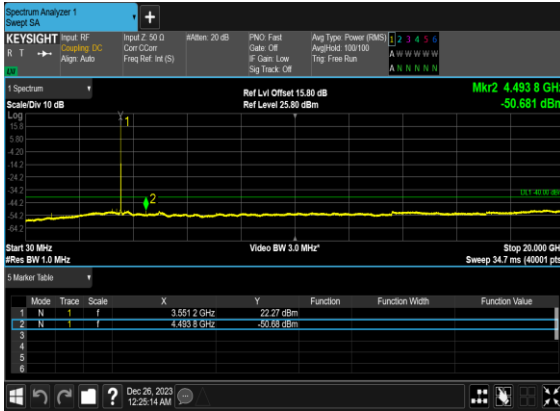 Spectrum Analyzer 1
Swept SA
+
KEYSIGHT Input: RF Input Z: 50 Ω #Atten: 20 dB PNO: Fast Avg Type: Power (RMS) 1 2 3 4 5 6
R T Coupling: DC Corr CCorr Gate: Off Avg|Hold: 100/100 A W W W W W
Align: Auto Freq Ref: Int (S) IF Gain: Low Trig: Free Run
Sig Track: Off A N N N N N
1 Spectrum
Ref Lvl Offset 15.80 dB Mkr2 4.493 8 GHz
Scale/Div 10 dB Ref Level 25.80 dBm -50.681 dBm
Log
15.8
5.80
-4.20
-14.2
-24.2
-34.2
-44.2
-54.2
-64.2
1
2
DL1 -40.00 dBm
Start 30 MHz Video BW 3.0 MHz* Stop 20.000 GHz
#Res BW 1.0 MHz Sweep 34.7 ms (40001 pts)
5 Marker Table
Mode Trace Scale X Y Function Function Width Function Value
1 N 1 f 3.551 2 GHz 22.27 dBm
2 N 1 f 4.493 8 GHz -50.68 dBm
3
4
5
6
?
Dec 26, 2023
12:25:14 AM